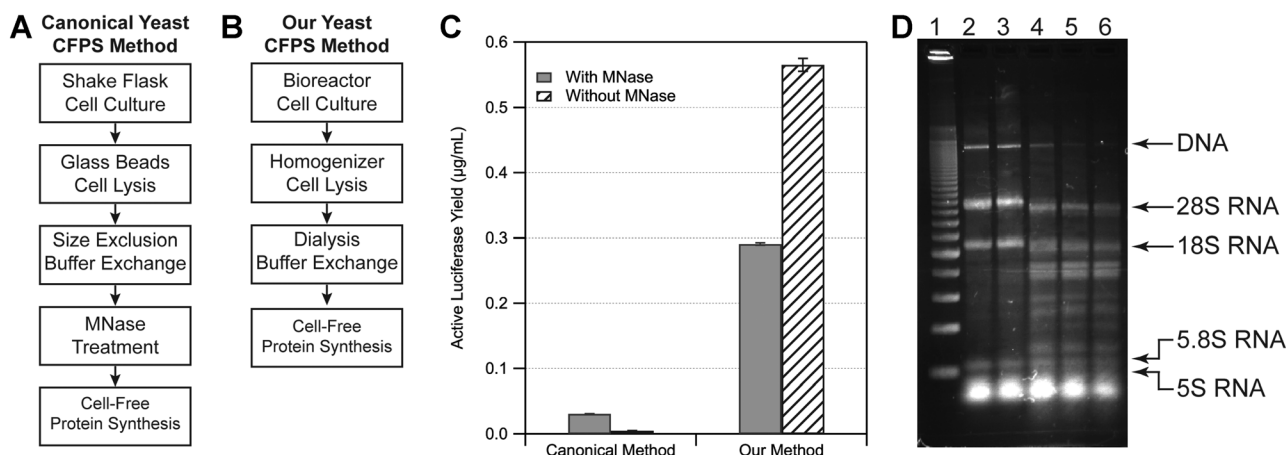 A
Canonical Yeast
CFPS Method
Shake Flask
Cell Culture
Glass Beads
Cell Lysis
Size Exclusion
Buffer Exchange
MNase
Treatment
Cell-Free
Protein Synthesis
B
Our Yeast
CFPS Method
Bioreactor
Cell Culture
Homogenizer
Cell Lysis
Dialysis
Buffer Exchange
Cell-Free
Protein Synthesis
C
Active Luciferase Yield (µg/mL)
0.6
0.5
0.4
0.3
0.2
0.1
0.0
With MNase
Without MNase
Canonical Method
Our Method
D
1 2 3 4 5 6
DNA
28S RNA
18S RNA
5.8S RNA
5S RNA